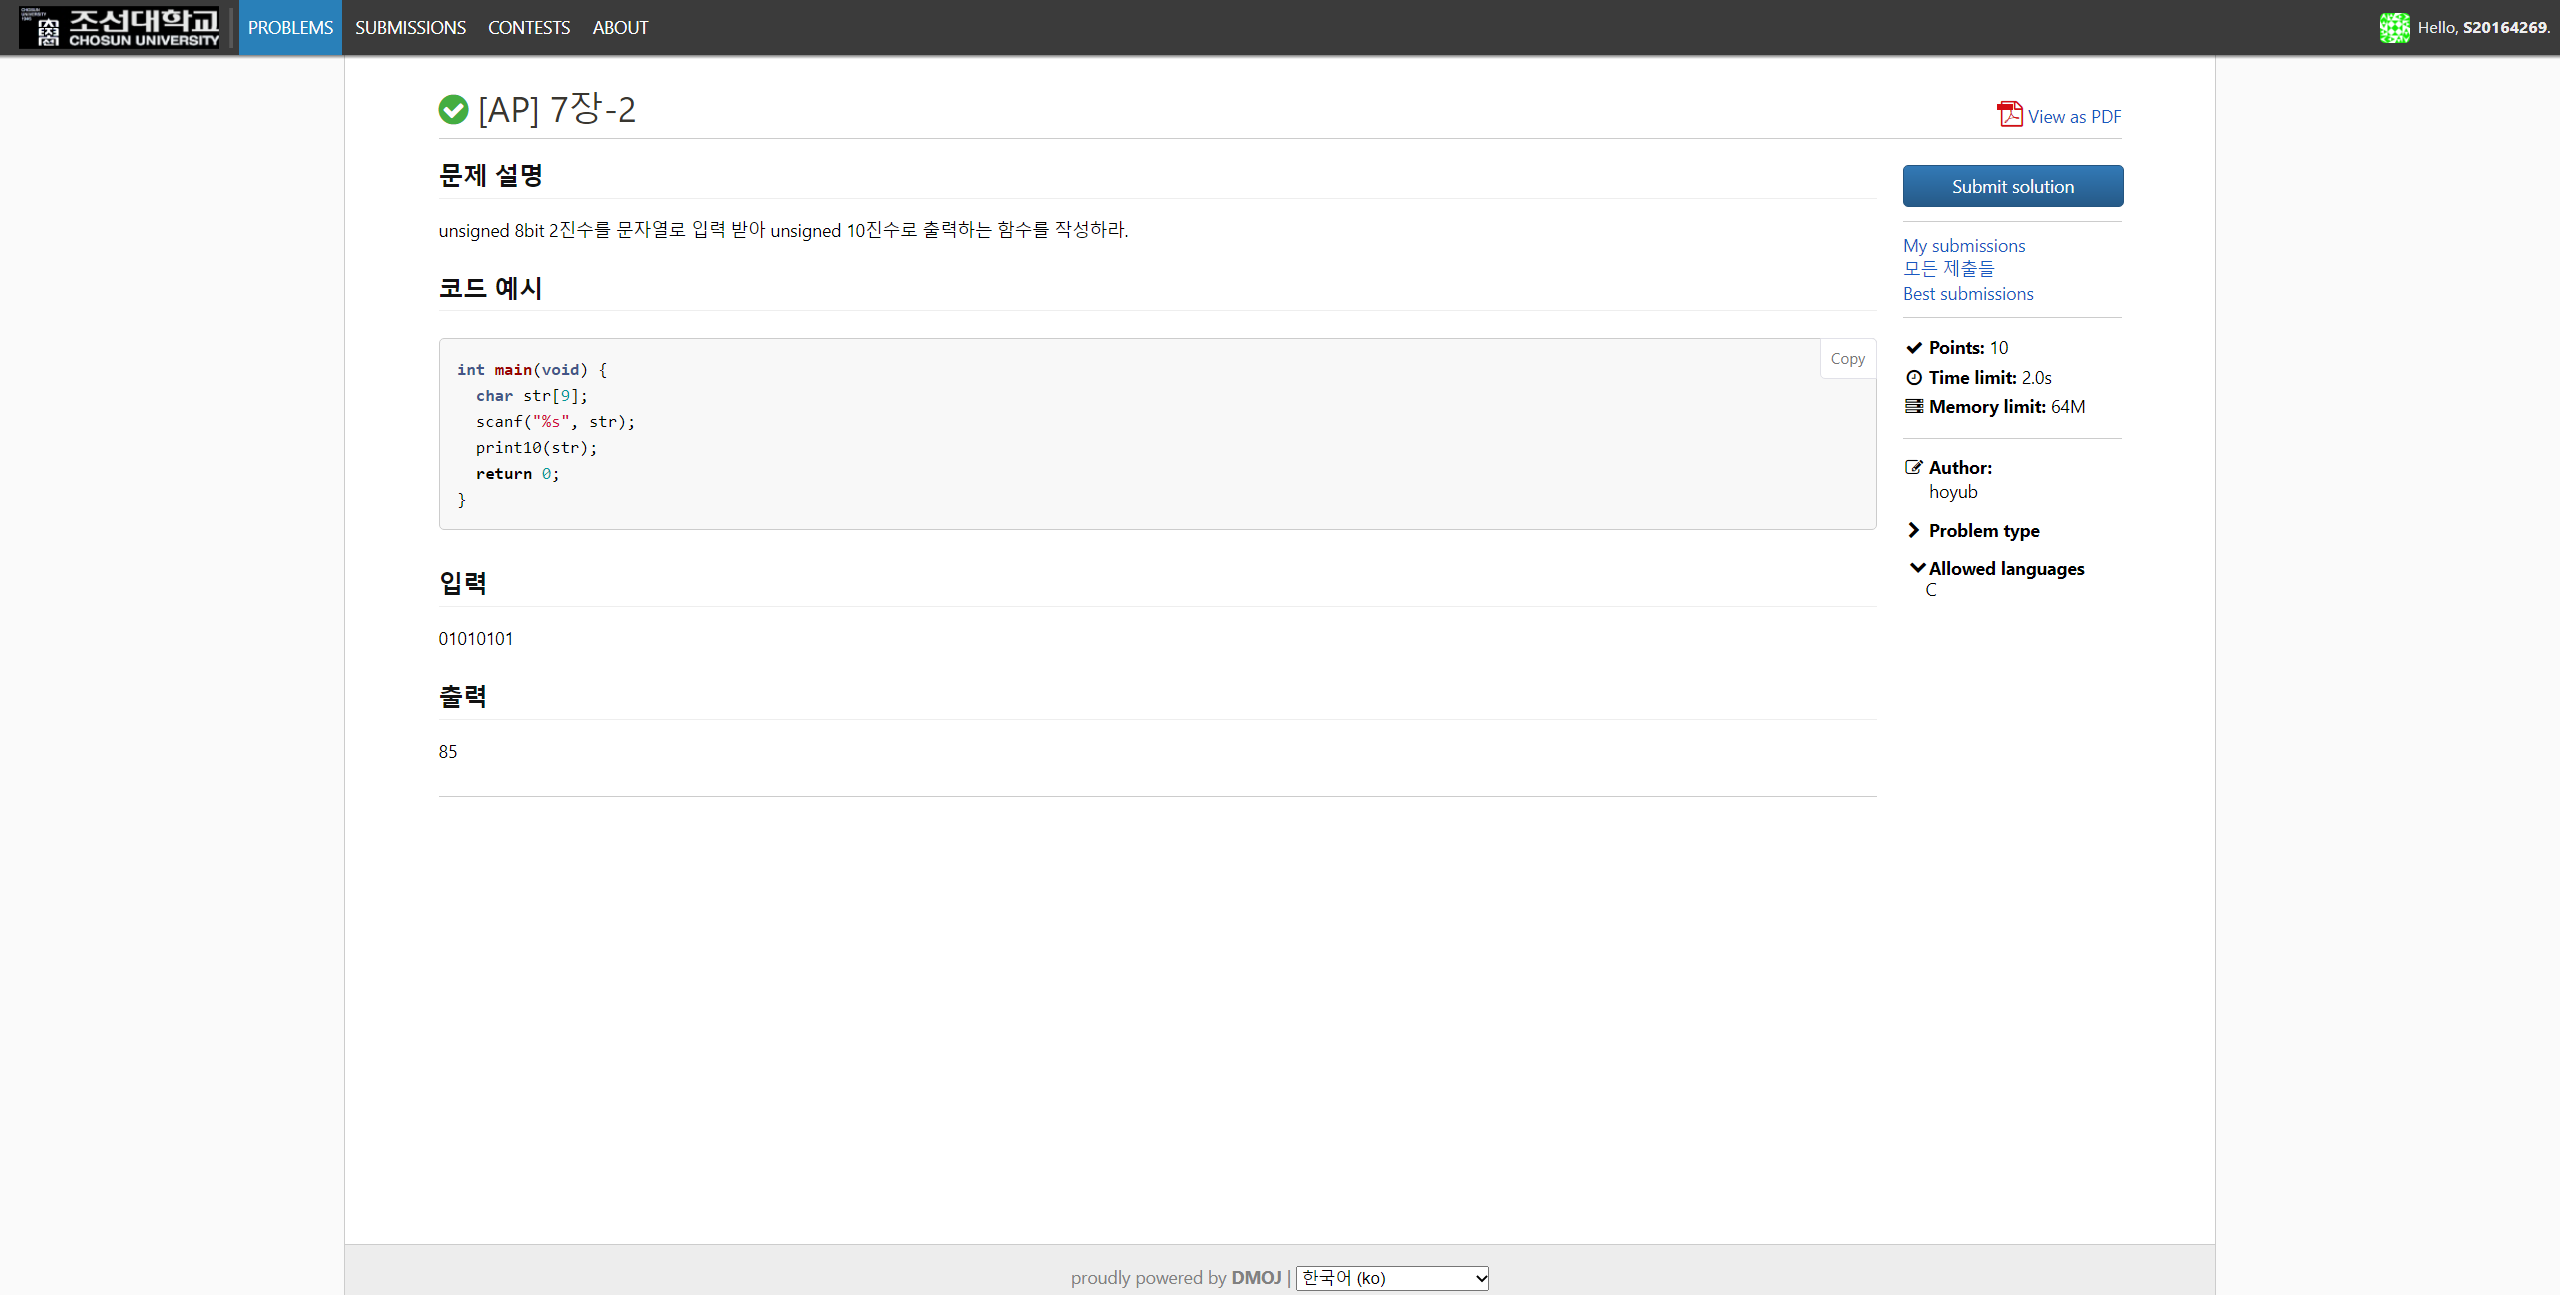 조선대학교
CHOSUN UNIVERSITY
PROBLEMS
SUBMISSIONS
CONTESTS
ABOUT
Hello, S20164269.
[AP] 7장-2
View as PDF
문제 설명
unsigned 8bit 2진수를 문자열로 입력 받아 unsigned 10진수로 출력하는 함수를 작성하라.
코드 예시
Copy
int main(void) {
  char str[9];
  scanf("%s", str);
  print10(str);
  return 0;
}
입력
01010101
출력
85
Submit solution
My submissions
모든 제출들
Best submissions
Points: 10
Time limit: 2.0s
Memory limit: 64M
Author:
hoyub
Problem type
Allowed languages
C
proudly powered by DMOJ | 한국어 (ko)